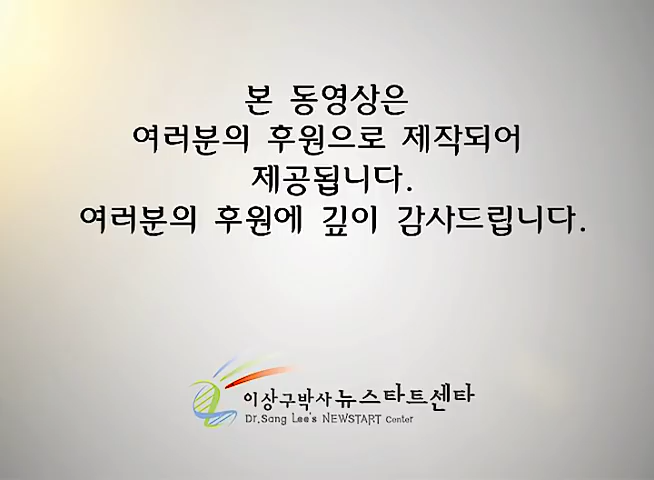 본 동영상은
여러분의 후원으로 제작되어
제공됩니다.
여러분의 후원에 깊이 감사드립니다.
이상구박사 뉴스타트센타
Dr.Sang Lee's NEWSTART Center